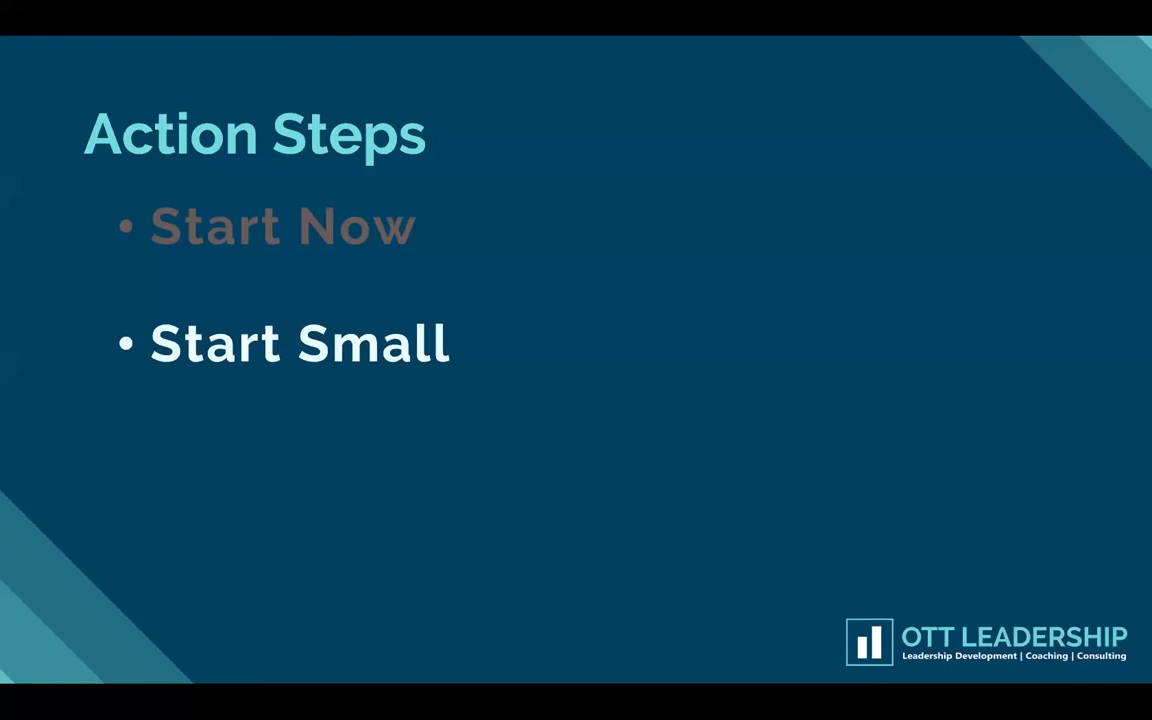 Action Steps
• Start Now
• Start Small
OTT LEADERSHIP
Leadership Development | Coaching | Consulting